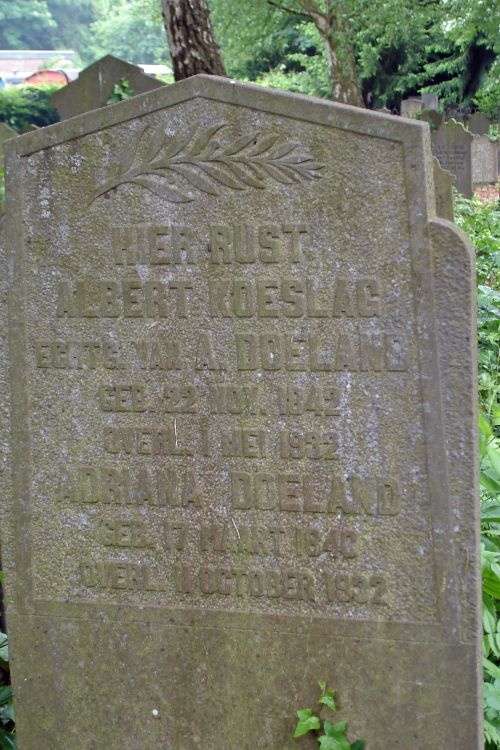 HIER RUST
ALBERT KOESLAG
ECHTG. VAN A. DOELAND
GEB. 22 NOV. 1842
OVERL. 1 MEI 1932
ADRIANA DOELAND
GEB. 17 MAART 1840
OVERL. 11 OCTOBER 1932